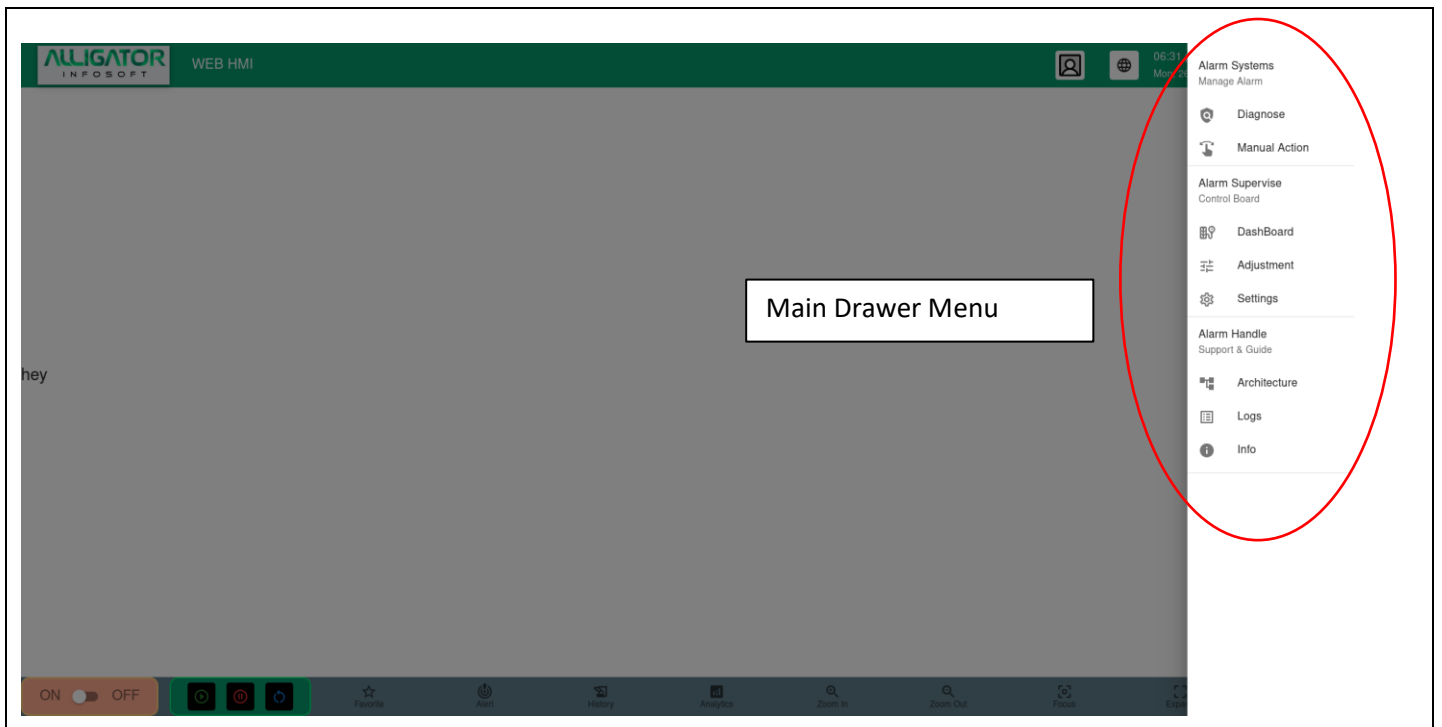 ALLIGATOR
INFOSOFT
WEB HMI
06:31
Mon, 26
Alarm Systems
Manage Alarm
Diagnose
Manual Action
Alarm Supervise
Control Board
DashBoard
Adjustment
Settings
Main Drawer Menu
Alarm Handle
Support & Guide
hey
Architecture
Logs
Info
ON OFF
Favorite
Alert
History
Analytics
Zoom In
Zoom Out
Focus